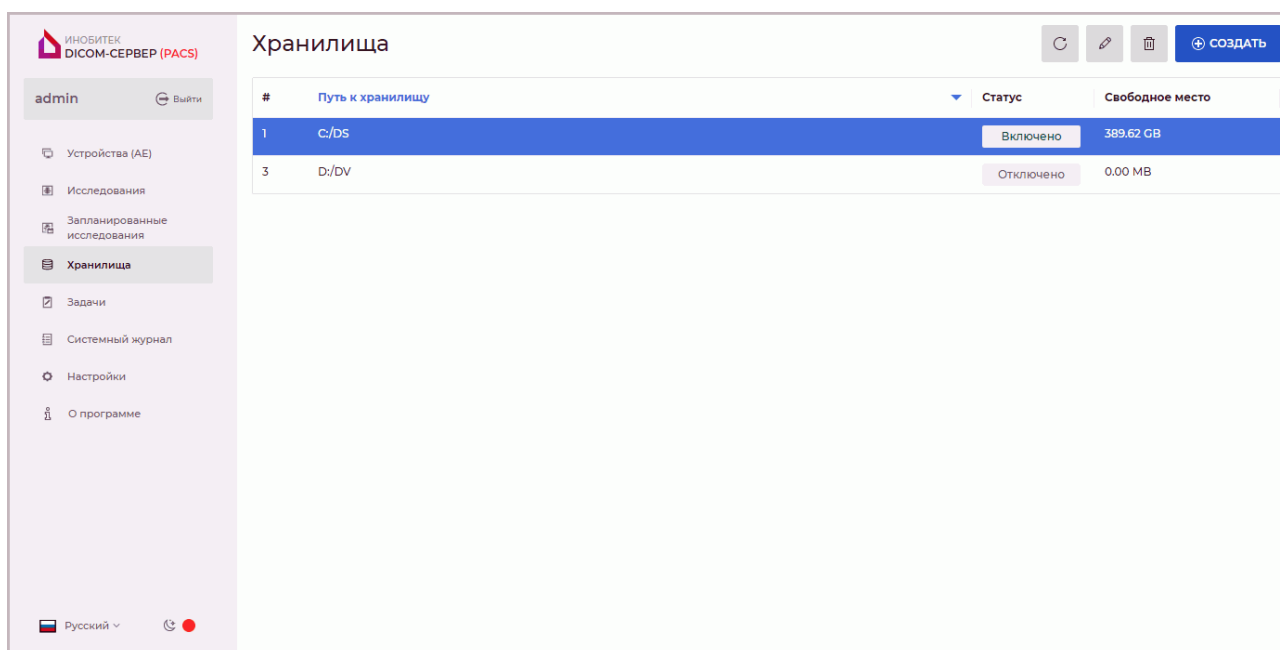 ИНОБИТЕК
DICOM-СЕРВЕР (PACS)
admin
Выйти
Устройства (AE)
Исследования
Запланированные
исследования
Хранилища
Задачи
Системный журнал
Настройки
О программе
Русский
Хранилища
СОЗДАТЬ
# Путь к хранилищу Статус Свободное место
1 C:/DS Включено 389.62 GB
3 D:/DV Отключено 0.00 MB